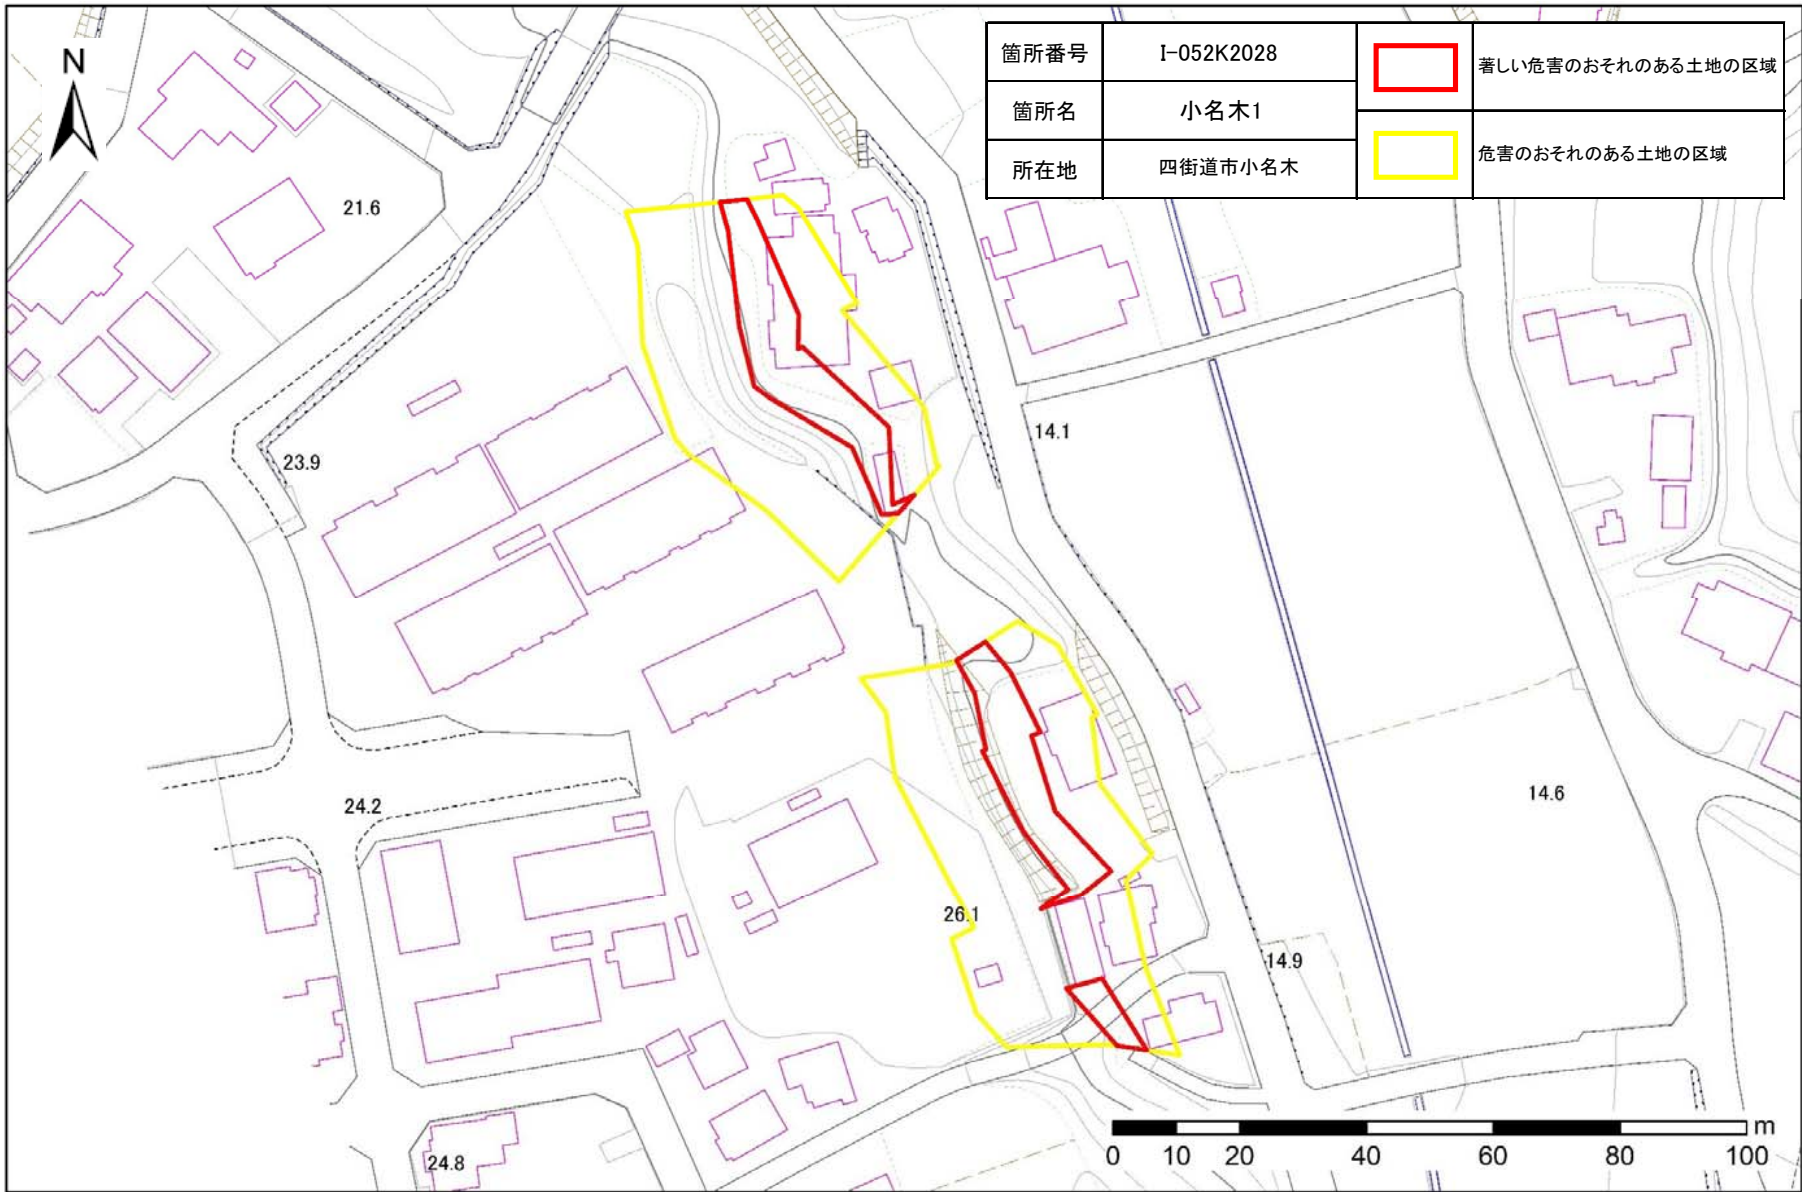 N
箇所番号 I-052K2028 著しい危害のおそれのある土地の区域
箇所名 小名木1
危害のおそれのある土地の区域
所在地 四街道市小名木
21.6
14.1
23.9
14.6
24.2
26.1
14.9
24.8
m
0 10 20 40 60 80 100